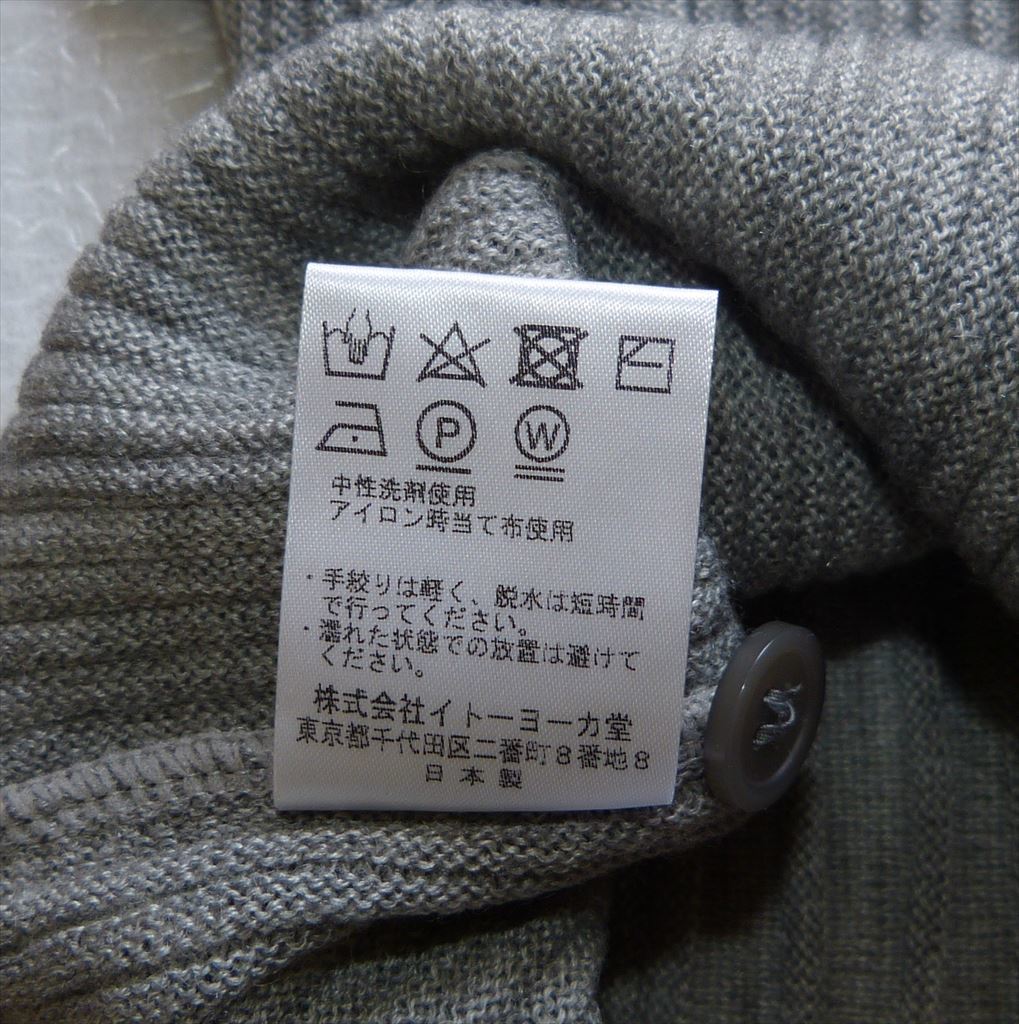 P W
中性洗剤使用
アイロン時当て布使用
・手絞りは軽く、脱水は短時間
で行ってください。
・濡れた状態での放置は避けて
ください。
株式会社イトーヨーカ堂
東京都千代田区二番町8番地8
日本製